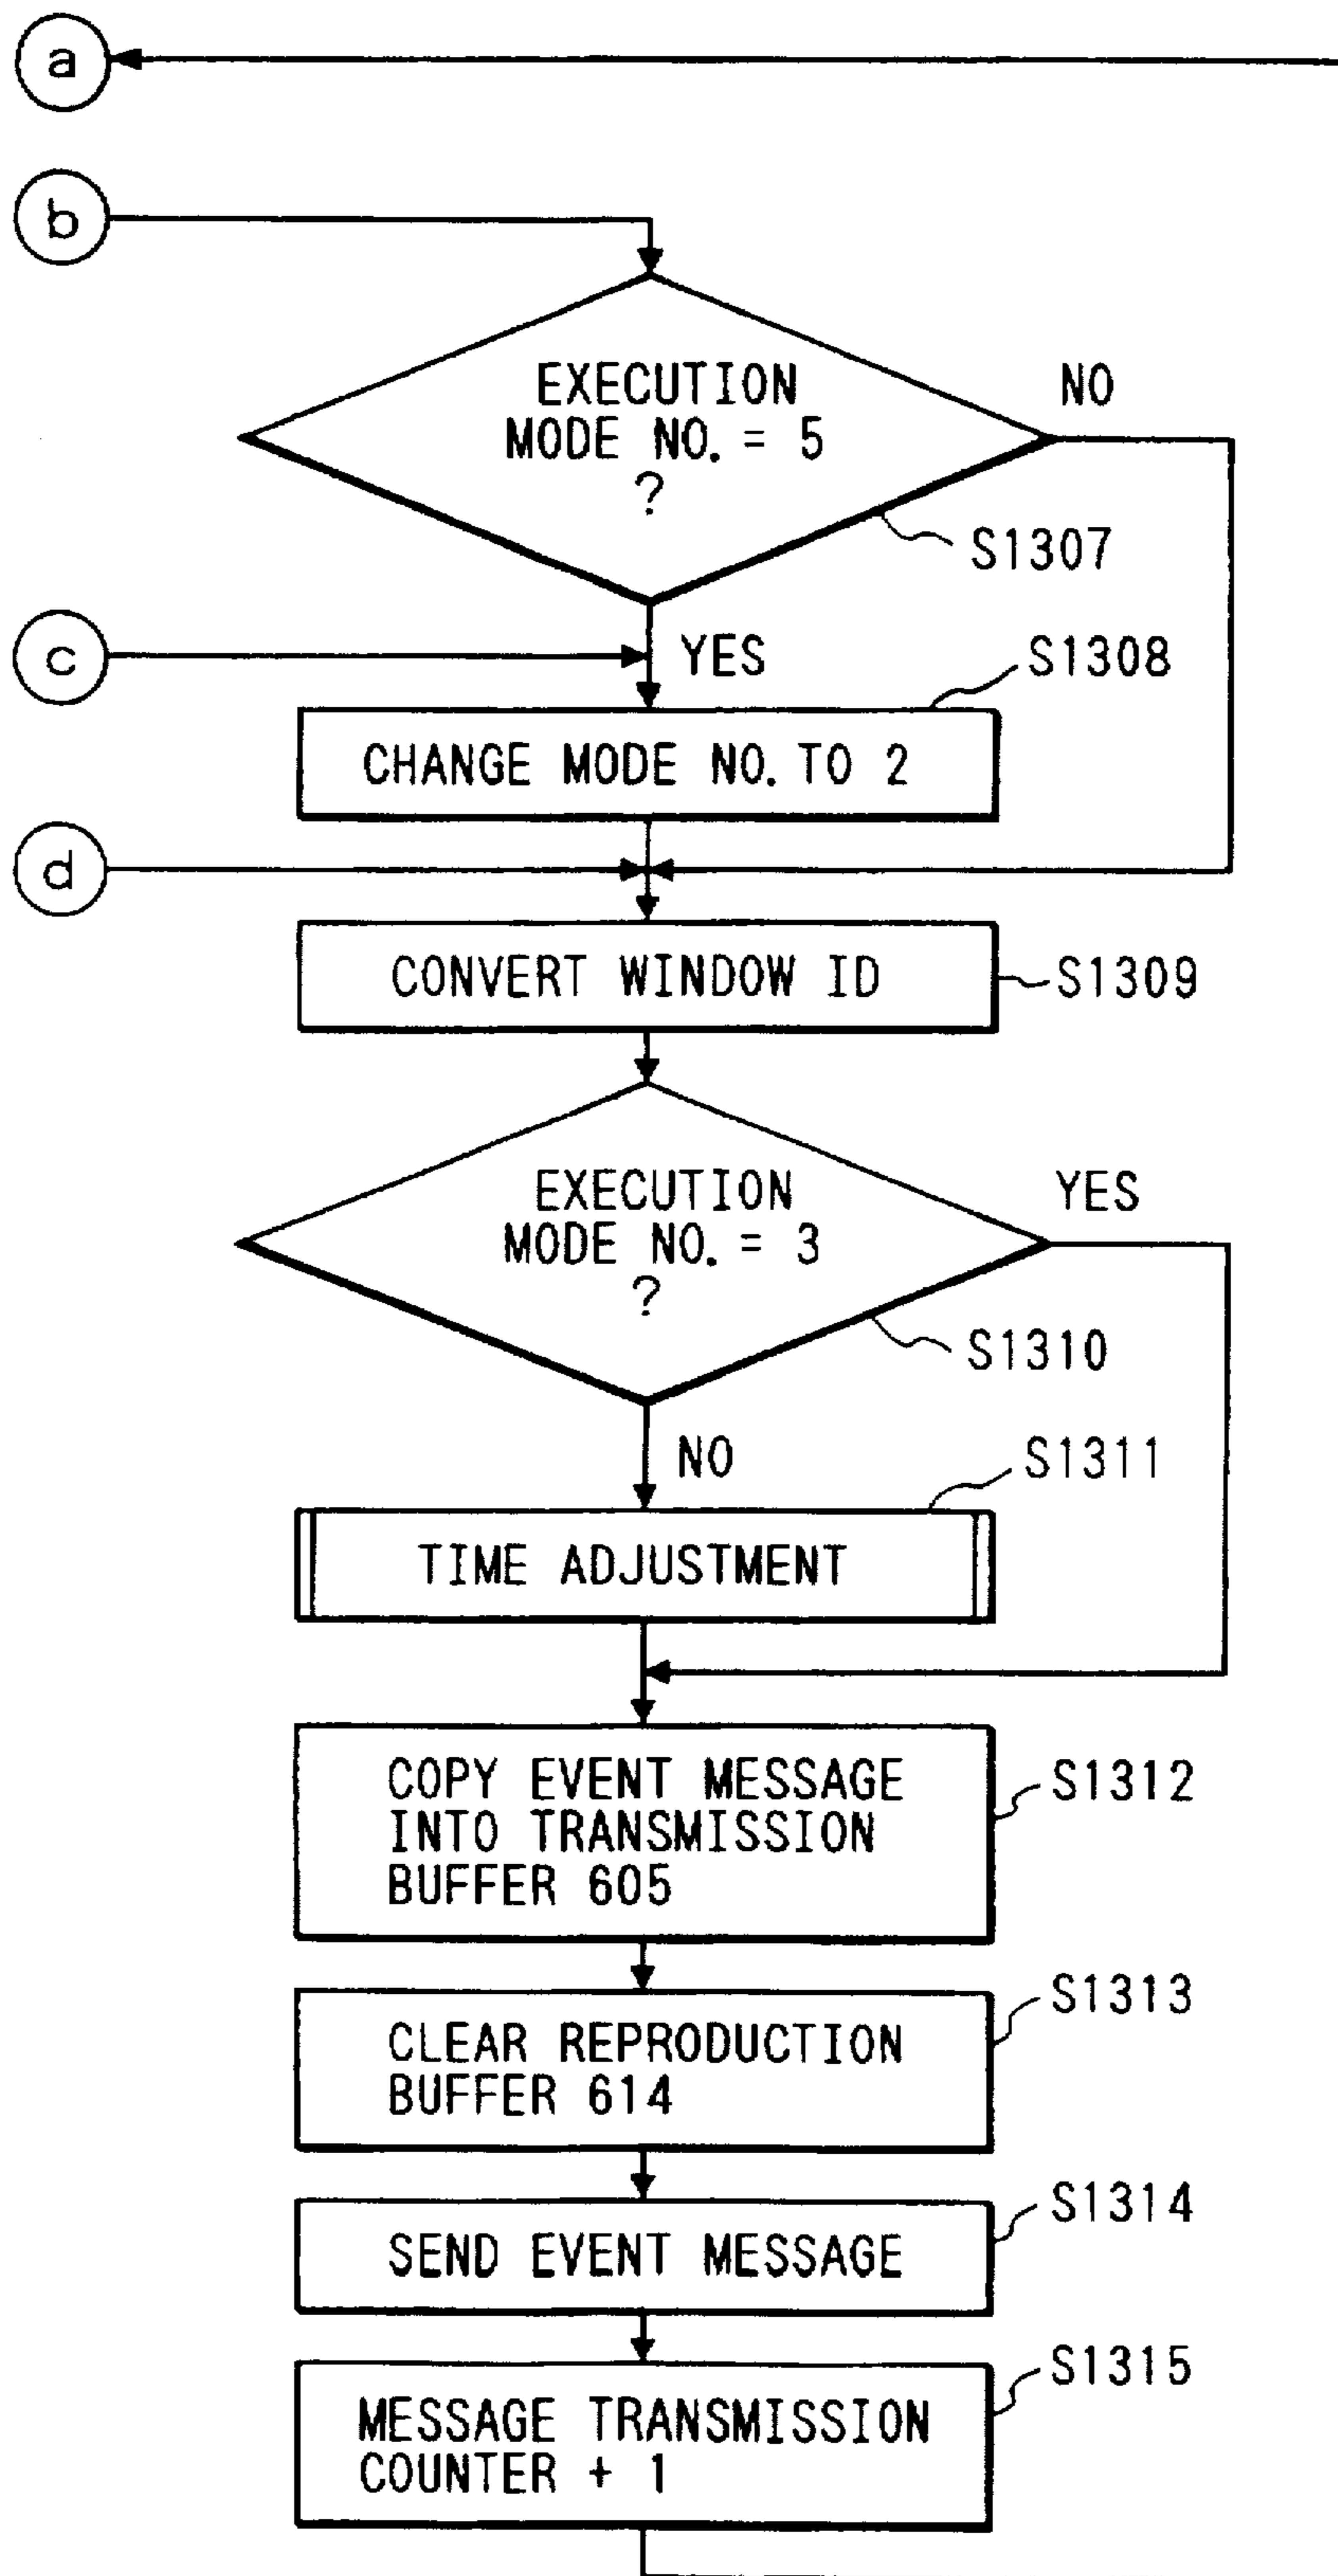 a
b
EXECUTION
MODE NO. = 5
?
NO
S1307
c
YES
S1308
CHANGE MODE NO. TO 2
d
CONVERT WINDOW ID
S1309
EXECUTION
MODE NO. = 3
?
YES
S1310
NO
S1311
TIME ADJUSTMENT
COPY EVENT MESSAGE
INTO TRANSMISSION
BUFFER 605
S1312
CLEAR REPRODUCTION
BUFFER 614
S1313
SEND EVENT MESSAGE
S1314
MESSAGE TRANSMISSION
COUNTER + 1
S1315